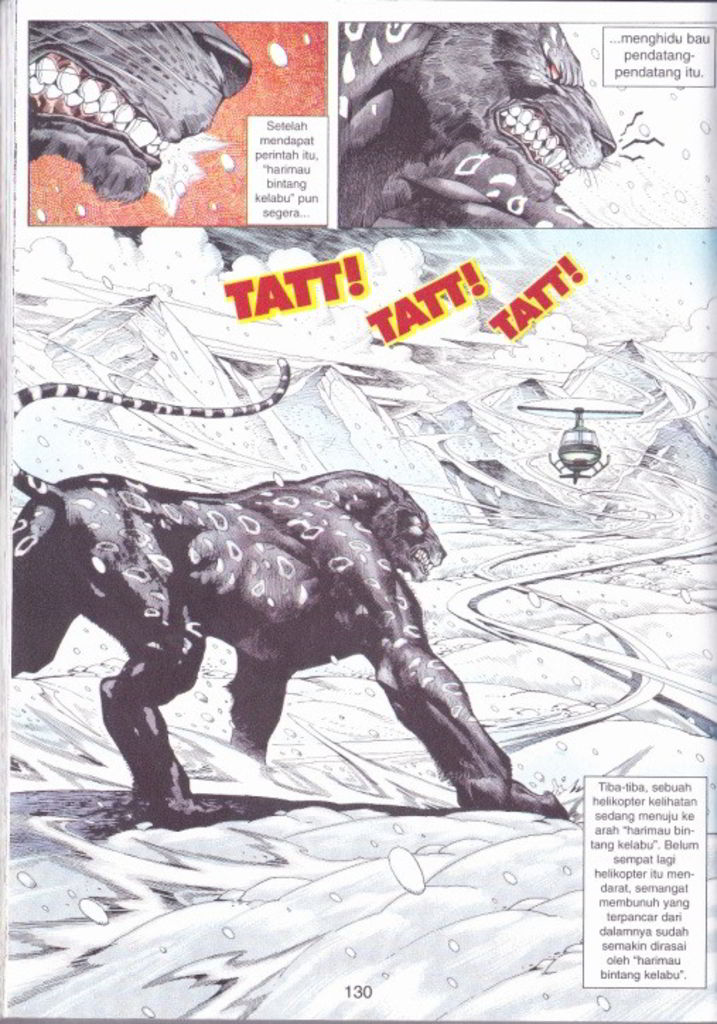 Setelah
mendapat
perintah itu,
"harimau
bintang
kelabu" pun
segera...
...menghidu bau
pendatang-
pendatang itu.
TATT!
TATT!
TATT!
Tiba-tiba, sebuah
helikopter kelihatan
sedang menuju ke
arah "harimau bin-
tang kelabu". Belum
sempat lagi
helikopter itu men-
darat, semangat
membunuh yang
terpancar dari
dalamnya sudah
semakin dirasai
oleh "harimau
bintang kelabu".
130